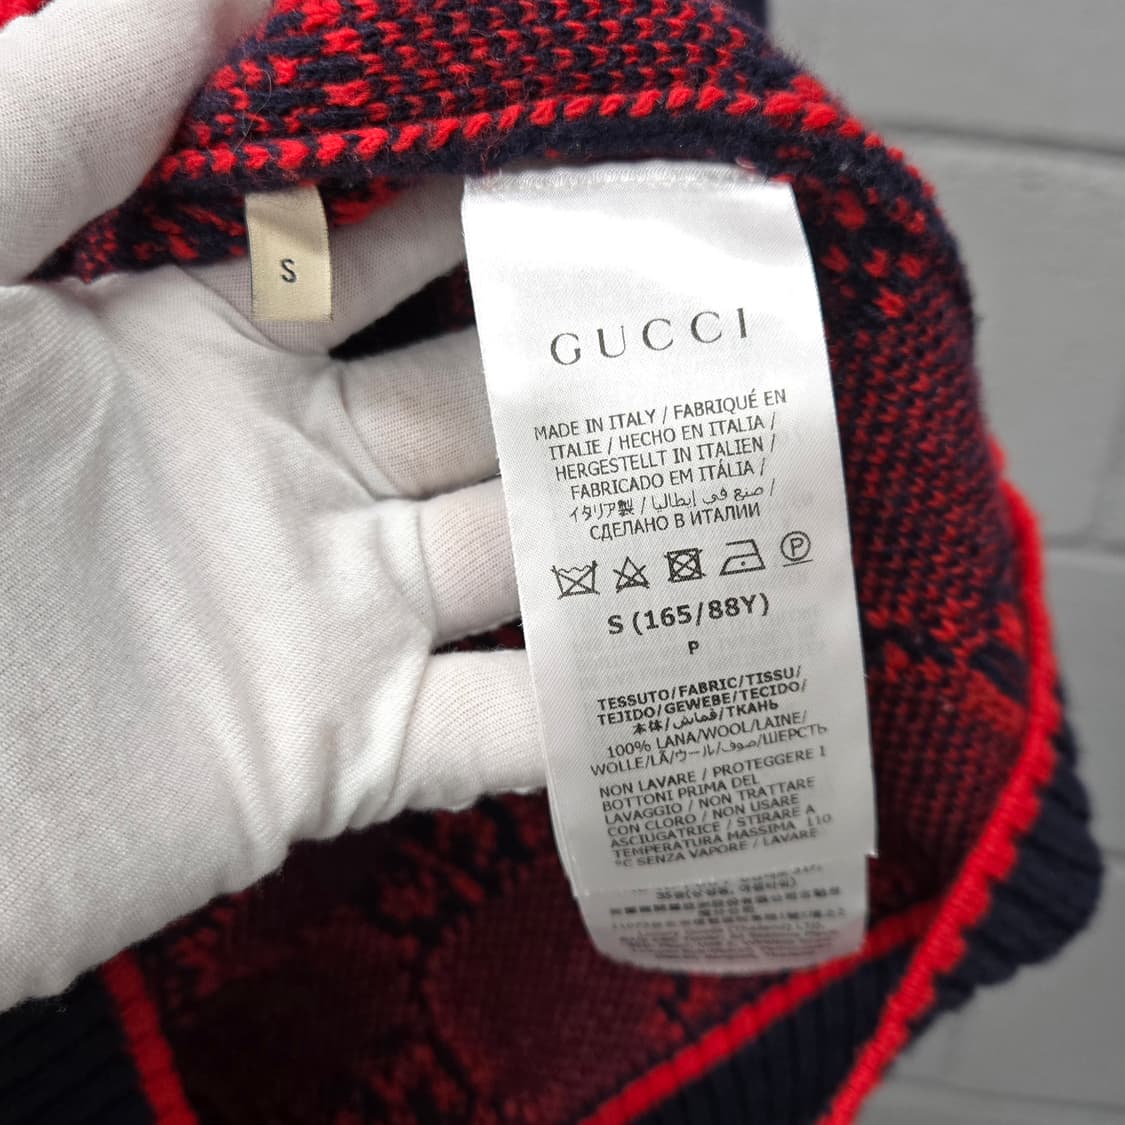 S
GUCCI
MADE IN ITALY / FABRIQUÉ EN
ITALIE / HECHO EN ITALIA /
HERGESTELLT IN ITALIEN /
FABRICADO EM ITÁLIA /
イタリア製 / صنع في إيطاليا /
СДЕЛАНО В ИТАЛИИ
P
S (165/88Y)
P
TESSUTO/FABRIC/TISSU/
TEJIDO/GEWEBE/TECIDO/
本体/قماش/ТКАНЬ
100% LANA/WOOL/LAINE/
WOLLE/LÃ/ウール/صوف/ШЕРСТЬ
NON LAVARE / PROTEGGERE I
BOTTONI PRIMA DEL
LAVAGGIO / NON TRATTARE
CON CLORO / NON USARE
ASCIUGATRICE / STIRARE A
TEMPERATURA MASSIMA 110
°C SENZA VAPORE / LAVARE